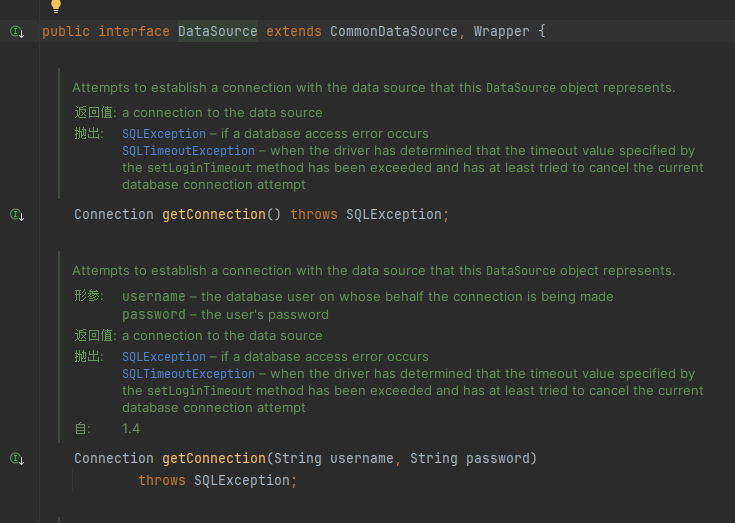 public interface DataSource extends CommonDataSource, Wrapper {
Attempts to establish a connection with the data source that this DataSource object represents.
返回值: a connection to the data source
抛出: SQLException – if a database access error occurs
SQLTimeoutException – when the driver has determined that the timeout value specified by
the setLoginTimeout method has been exceeded and has at least tried to cancel the current
database connection attempt
Connection getConnection() throws SQLException;
Attempts to establish a connection with the data source that this DataSource object represents.
形参: username – the database user on whose behalf the connection is being made
password – the user's password
返回值: a connection to the data source
抛出: SQLException – if a database access error occurs
SQLTimeoutException – when the driver has determined that the timeout value specified by
the setLoginTimeout method has been exceeded and has at least tried to cancel the current
database connection attempt
自: 1.4
Connection getConnection(String username, String password)
throws SQLException;